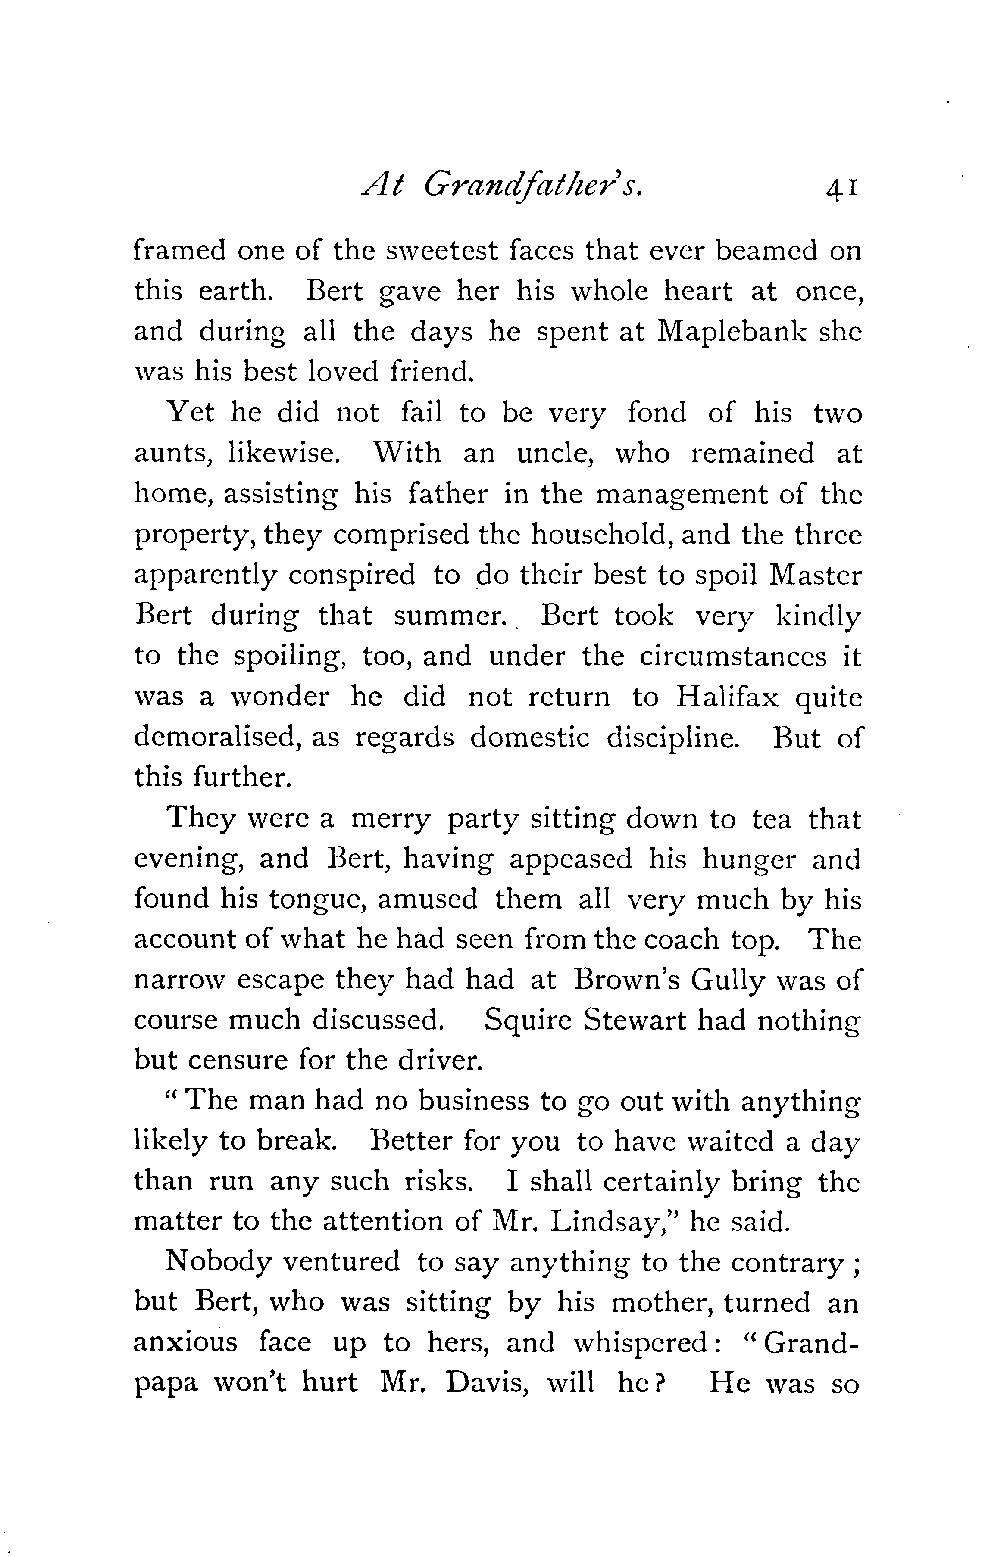 At Grandfather's. 41
framed one of the sweetest faces that ever beamed on
this earth. Bert gave her his whole heart at once,
and during all the days he spent at Maplebank she
was his best loved friend.
Yet he did not fail to be very fond of his two
aunts, likewise. With an uncle, who remained at
home, assisting his father in the management of the
property, they comprised the household, and the three
apparently conspired to do their best to spoil Master
Bert during that summer. Bert took very kindly
to the spoiling, too, and under the circumstances it
was a wonder he did not return to Halifax quite
demoralised, as regards domestic discipline. But of
this further.
They were a merry party sitting down to tea that
evening, and Bert, having appeased his hunger and
found his tongue, amused them all very much by his
account of what he had seen from the coach top. The
narrow escape they had had at Brown's Gully was of
course much discussed. Squire Stewart had nothing
but censure for the driver.
“The man had no business to go out with anything
likely to break. Better for you to have waited a day
than run any such risks. I shall certainly bring the
matter to the attention of Mr. Lindsay,” he said.
Nobody ventured to say anything to the contrary ;
but Bert, who was sitting by his mother, turned an
anxious face up to hers, and whispered: “Grand-
papa won't hurt Mr. Davis, will he? He was so